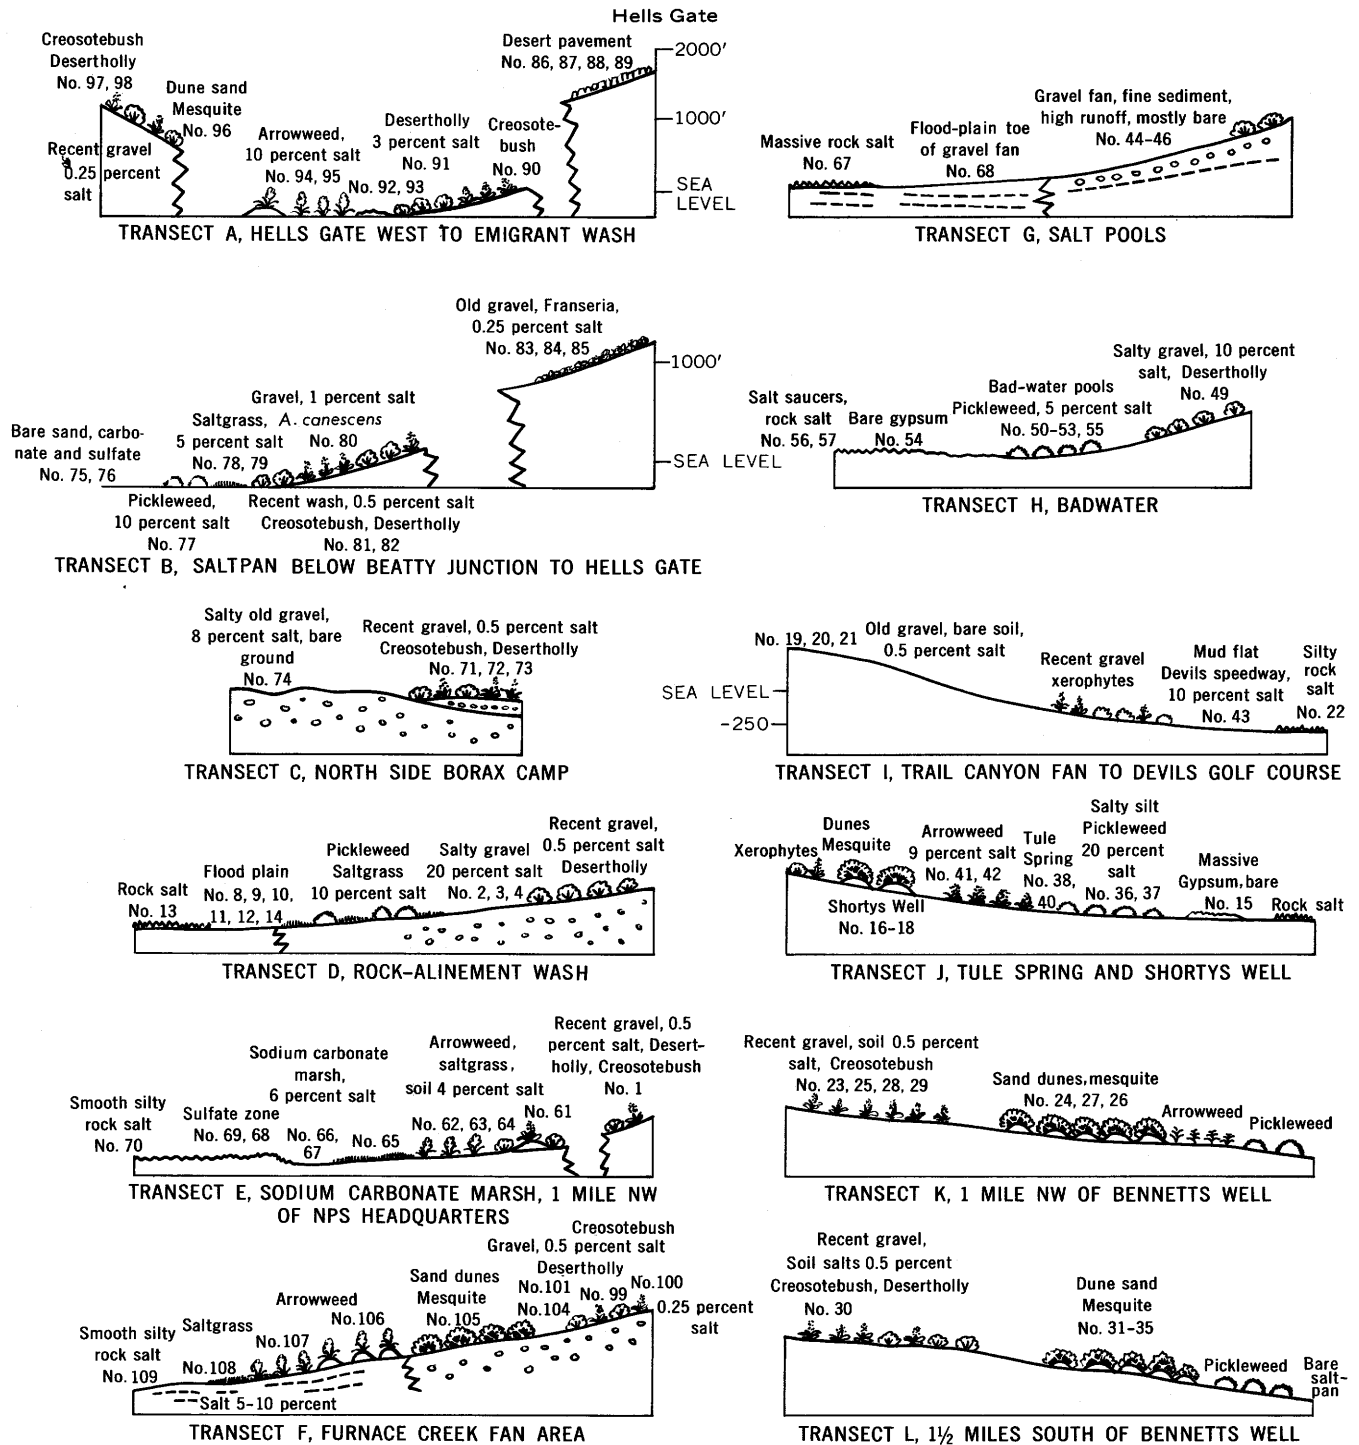 Hells Gate
Creosotebush
Desertholly
No. 97, 98
Dune sand
Mesquite
No. 96
Recent gravel
0.25 percent
salt
Arrowweed,
10 percent salt
No. 94, 95
No. 92, 93
Desertholly
3 percent salt
No. 91
Creosote-
bush
No. 90
Desert pavement
No. 86, 87, 88, 89
2000'
1000'
SEA
LEVEL
TRANSECT A, HELLS GATE WEST TO EMIGRANT WASH
Bare sand, carbo-
nate and sulfate
No. 75, 76
Pickleweed,
10 percent salt
No. 77
Saltgrass,
5 percent salt
No. 78, 79
Gravel, 1 percent salt
A. canescens
No. 80
Recent wash, 0.5 percent salt
Creosotebush, Desertholly
No. 81, 82
Old gravel, Franseria,
0.25 percent salt
No. 83, 84, 85
1000'
SEA LEVEL
TRANSECT B, SALTPAN BELOW BEATTY JUNCTION TO HELLS GATE
Salty old gravel,
8 percent salt, bare
ground
No. 74
Recent gravel, 0.5 percent salt
Creosotebush, Desertholly
No. 71, 72, 73
TRANSECT C, NORTH SIDE BORAX CAMP
Rock salt
No. 13
Flood plain
No. 8, 9, 10,
11, 12, 14
Pickleweed
Saltgrass
10 percent salt
Salty gravel
20 percent salt
No. 2, 3, 4
Recent gravel,
0.5 percent salt
Desertholly
TRANSECT D, ROCK-ALINEMENT WASH
Smooth silty
rock salt
No. 70
Sulfate zone
No. 69, 68
Sodium carbonate
marsh,
6 percent salt
No. 66,
67
No. 65
Arrowweed,
saltgrass,
soil 4 percent salt
No. 62, 63, 64
No. 61
Recent gravel, 0.5
percent salt, Desert-
holly, Creosotebush
No. 1
TRANSECT E, SODIUM CARBONATE MARSH, 1 MILE NW
OF NPS HEADQUARTERS
Smooth silty
rock salt
No. 109
Saltgrass
No. 108
Arrowweed
No. 107
No. 106
Sand dunes
Mesquite
No. 105
Creosotebush
Gravel, 0.5 percent salt
Desertholly
No. 101
No. 104
No. 99
No. 100
0.25 percent
salt
Salt 5-10 percent
TRANSECT F, FURNACE CREEK FAN AREA
Massive rock salt
No. 67
Flood-plain toe
of gravel fan
No. 68
Gravel fan, fine sediment,
high runoff, mostly bare
No. 44-46
TRANSECT G, SALT POOLS
Salt saucers,
rock salt
No. 56, 57
Bare gypsum
No. 54
Bad-water pools
Pickleweed, 5 percent salt
No. 50-53, 55
Salty gravel, 10 percent
salt, Desertholly
No. 49
TRANSECT H, BADWATER
No. 19, 20, 21
Old gravel, bare soil,
0.5 percent salt
SEA LEVEL
-250
Recent gravel
xerophytes
Mud flat
Devils speedway,
10 percent salt
No. 43
Silty
rock
salt
No. 22
TRANSECT I, TRAIL CANYON FAN TO DEVILS GOLF COURSE
Xerophytes
Dunes
Mesquite
Shortys Well
No. 16-18
Arrowweed
9 percent salt
No. 41, 42
Tule
Spring
No. 38,
40
Salty silt
Pickleweed
20 percent
salt
No. 36, 37
Massive
Gypsum, bare
No. 15
Rock salt
TRANSECT J, TULE SPRING AND SHORTYS WELL
Recent gravel, soil 0.5 percent
salt, Creosotebush
No. 23, 25, 28, 29
Sand dunes, mesquite
No. 24, 27, 26
Arrowweed
Pickleweed
TRANSECT K, 1 MILE NW OF BENNETTS WELL
Recent gravel,
Soil salts 0.5 percent
Creosotebush, Desertholly
No. 30
Dune sand
Mesquite
No. 31-35
Pickleweed
Bare
salt-
pan
TRANSECT L, 1½ MILES SOUTH OF BENNETTS WELL